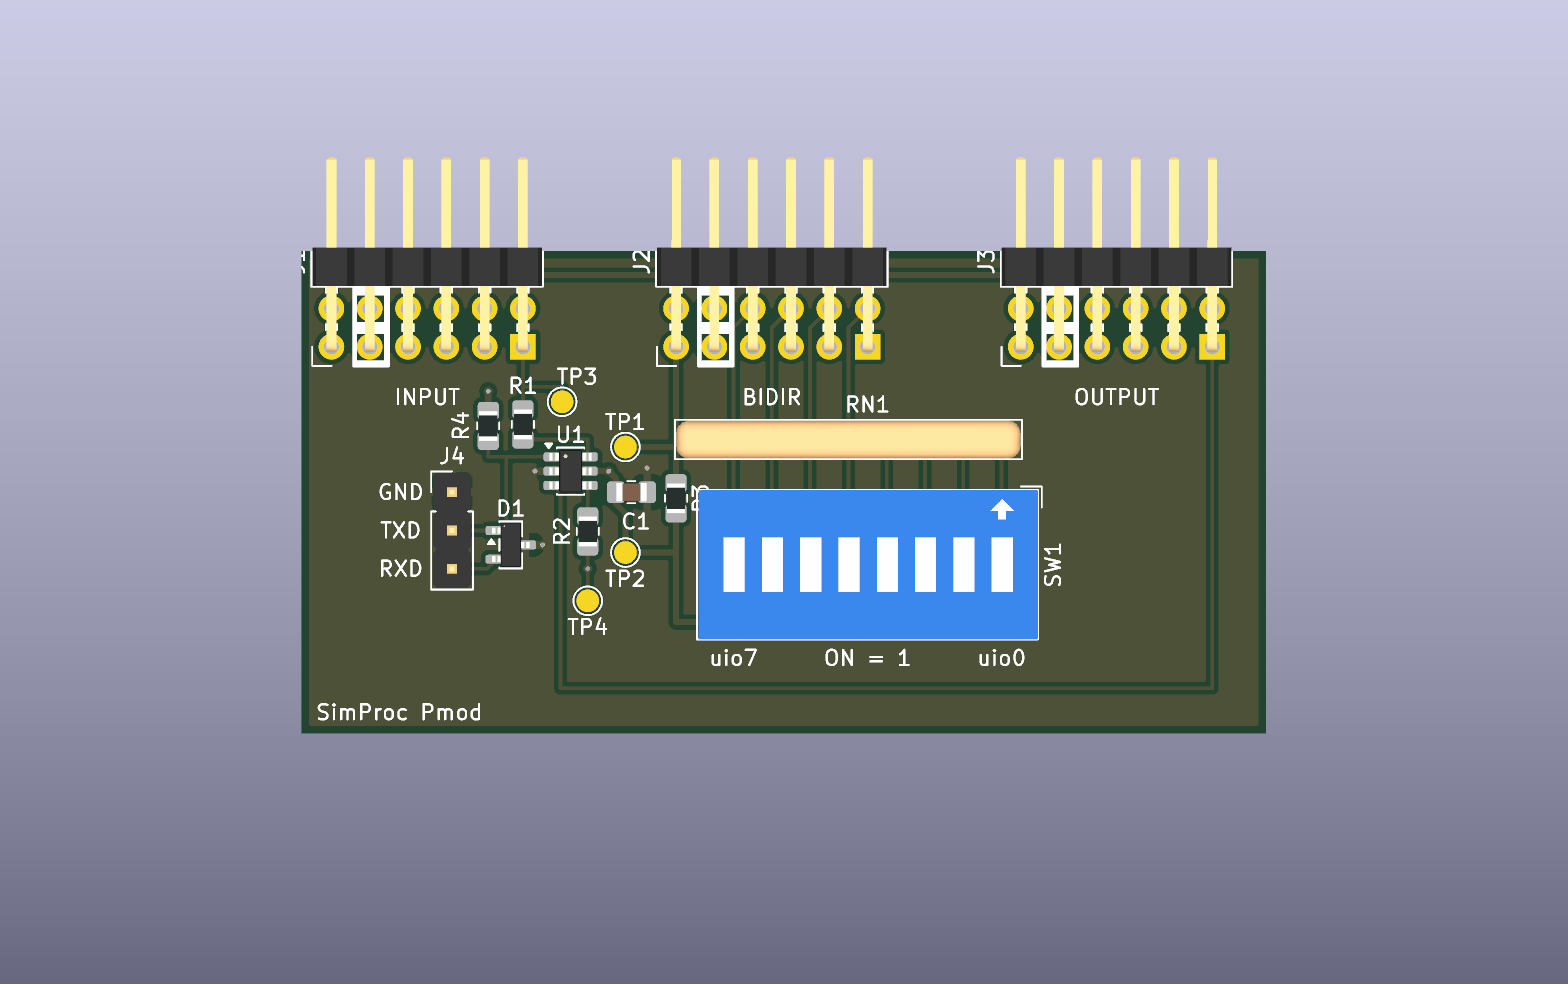 J2
J3
INPUT
BIDIR
OUTPUT
R1
TP3
RN1
R4
TP1
U1
J4
GND
TXD
RXD
D1
R2
C1
TP2
TP4
SW1
uio7
ON = 1
uio0
SimProc Pmod